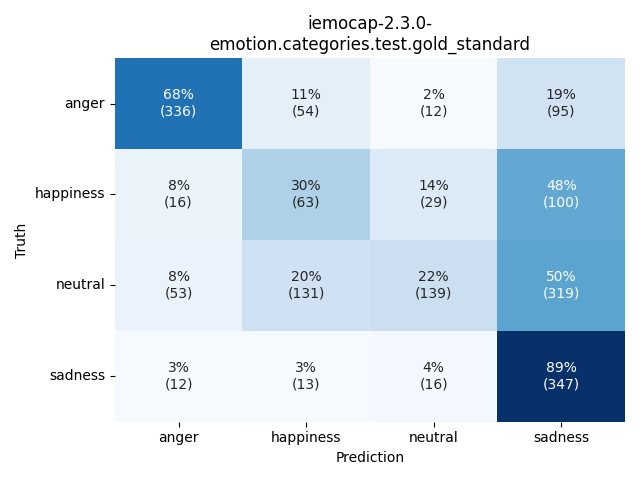 iemocap-2.3.0-
emotion.categories.test.gold_standard
Truth
anger
68%
(336)
11%
(54)
2%
(12)
19%
(95)
happiness
8%
(16)
30%
(63)
14%
(29)
48%
(100)
neutral
8%
(53)
20%
(131)
22%
(139)
50%
(319)
sadness
3%
(12)
3%
(13)
4%
(16)
89%
(347)
anger
happiness
neutral
sadness
Prediction